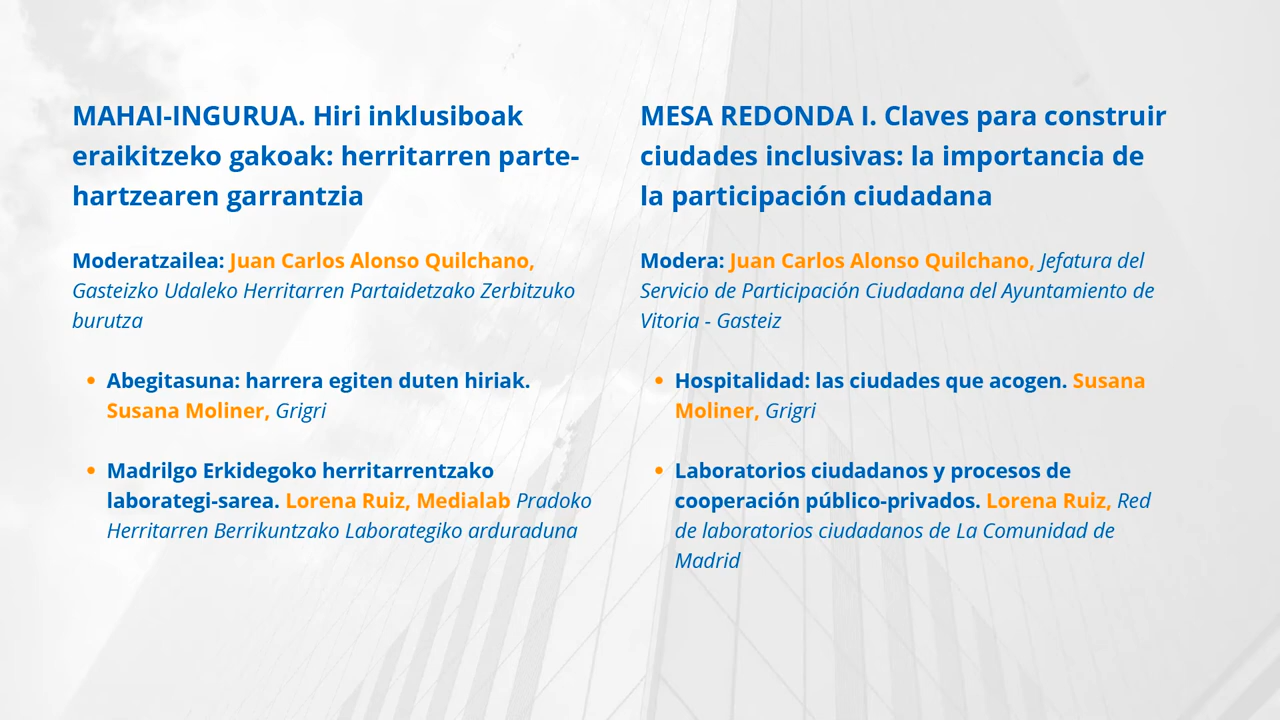 MAHAI-INGURUA. Hiri inklusiboak
eraikitzeko gakoak: herritarren parte-
hartzearen garrantzia
Moderatzailea: Juan Carlos Alonso Quilchano,
Gasteizko Udaleko Herritarren Partaidetzako Zerbitzuko
burutza
• Abegitasuna: harrera egiten duten hiriak.
Susana Moliner, Grigri
• Madrilgo Erkidegoko herritarrentzako
laborategi-sarea. Lorena Ruiz, Medialab Pradoko
Herritarren Berrikuntzako Laborategiko arduraduna
MESA REDONDA I. Claves para construir
ciudades inclusivas: la importancia de
la participación ciudadana
Modera: Juan Carlos Alonso Quilchano, Jefatura del
Servicio de Participación Ciudadana del Ayuntamiento de
Vitoria - Gasteiz
• Hospitalidad: las ciudades que acogen. Susana
Moliner, Grigri
• Laboratorios ciudadanos y procesos de
cooperación público-privados. Lorena Ruiz, Red
de laboratorios ciudadanos de La Comunidad de
Madrid